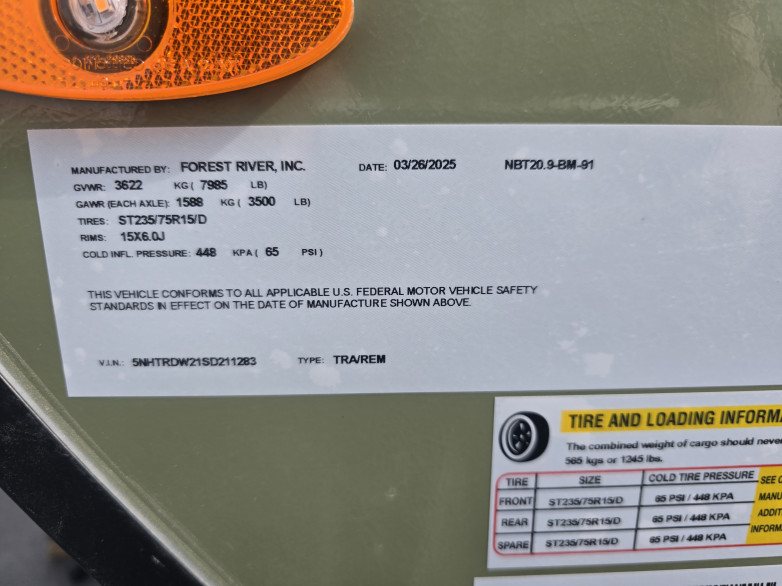 MANUFACTURED BY: FOREST RIVER, INC. DATE: 03/26/2025 NBT20.9-BM-91
GVWR: 3622 KG ( 7985 LB)
GAWR (EACH AXLE): 1588 KG ( 3500 LB)
TIRES: ST235/75R15/D
RIMS: 15X6.0J
COLD INFL. PRESSURE: 448 KPA ( 65 PSI )
THIS VEHICLE CONFORMS TO ALL APPLICABLE U.S. FEDERAL MOTOR VEHICLE SAFETY
STANDARDS IN EFFECT ON THE DATE OF MANUFACTURE SHOWN ABOVE.
V.I.N.: 5NHTRDW21SD211283 TYPE: TRA/REM
TIRE AND LOADING INFORMA
The combined weight of cargo should never
565 kgs or 1245 lbs.
TIRE SIZE COLD TIRE PRESSURE SEE
FRONT ST235/75R15/D 65 PSI / 448 KPA MANU
REAR ST235/75R15/D 65 PSI / 448 KPA ADDIT
SPARE ST235/75R15/D 65 PSI / 448 KPA INFORM